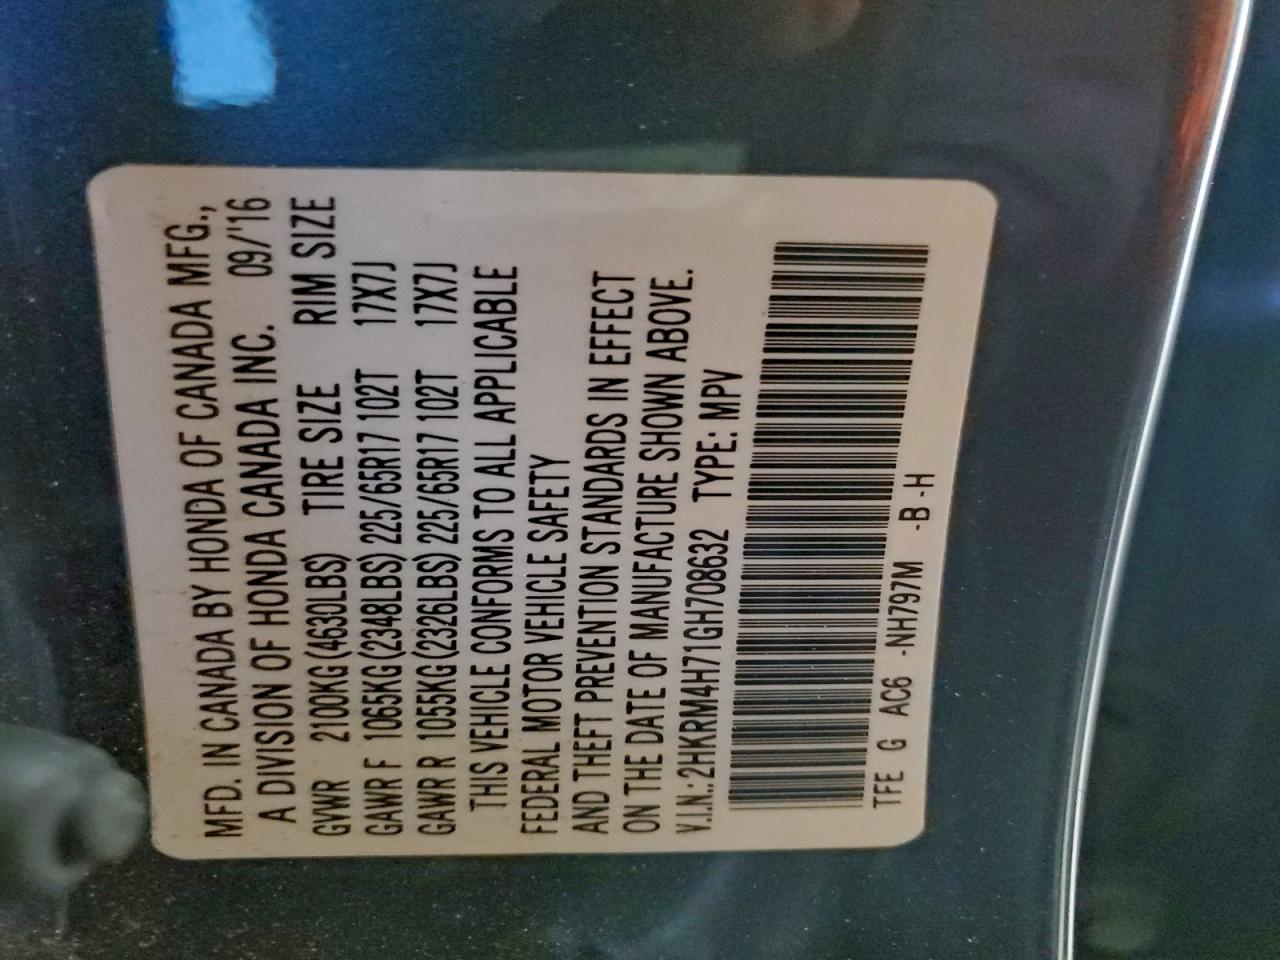 MFD. IN CANADA BY HONDA OF CANADA MFG.,
A DIVISION OF HONDA CANADA INC. 09/'16
GVWR 2100KG (4630LBS) TIRE SIZE RIM SIZE
GAWR F 1065KG (2348LBS) 225/65R17 102T 17X7J
GAWR R 1055KG (2326LBS) 225/65R17 102T 17X7J
THIS VEHICLE CONFORMS TO ALL APPLICABLE
FEDERAL MOTOR VEHICLE SAFETY
AND THEFT PREVENTION STANDARDS IN EFFECT
ON THE DATE OF MANUFACTURE SHOWN ABOVE.
V.I.N.:2HKRM4H71GH708632 TYPE: MPV
TFE G AC6 -NH797M -B -H